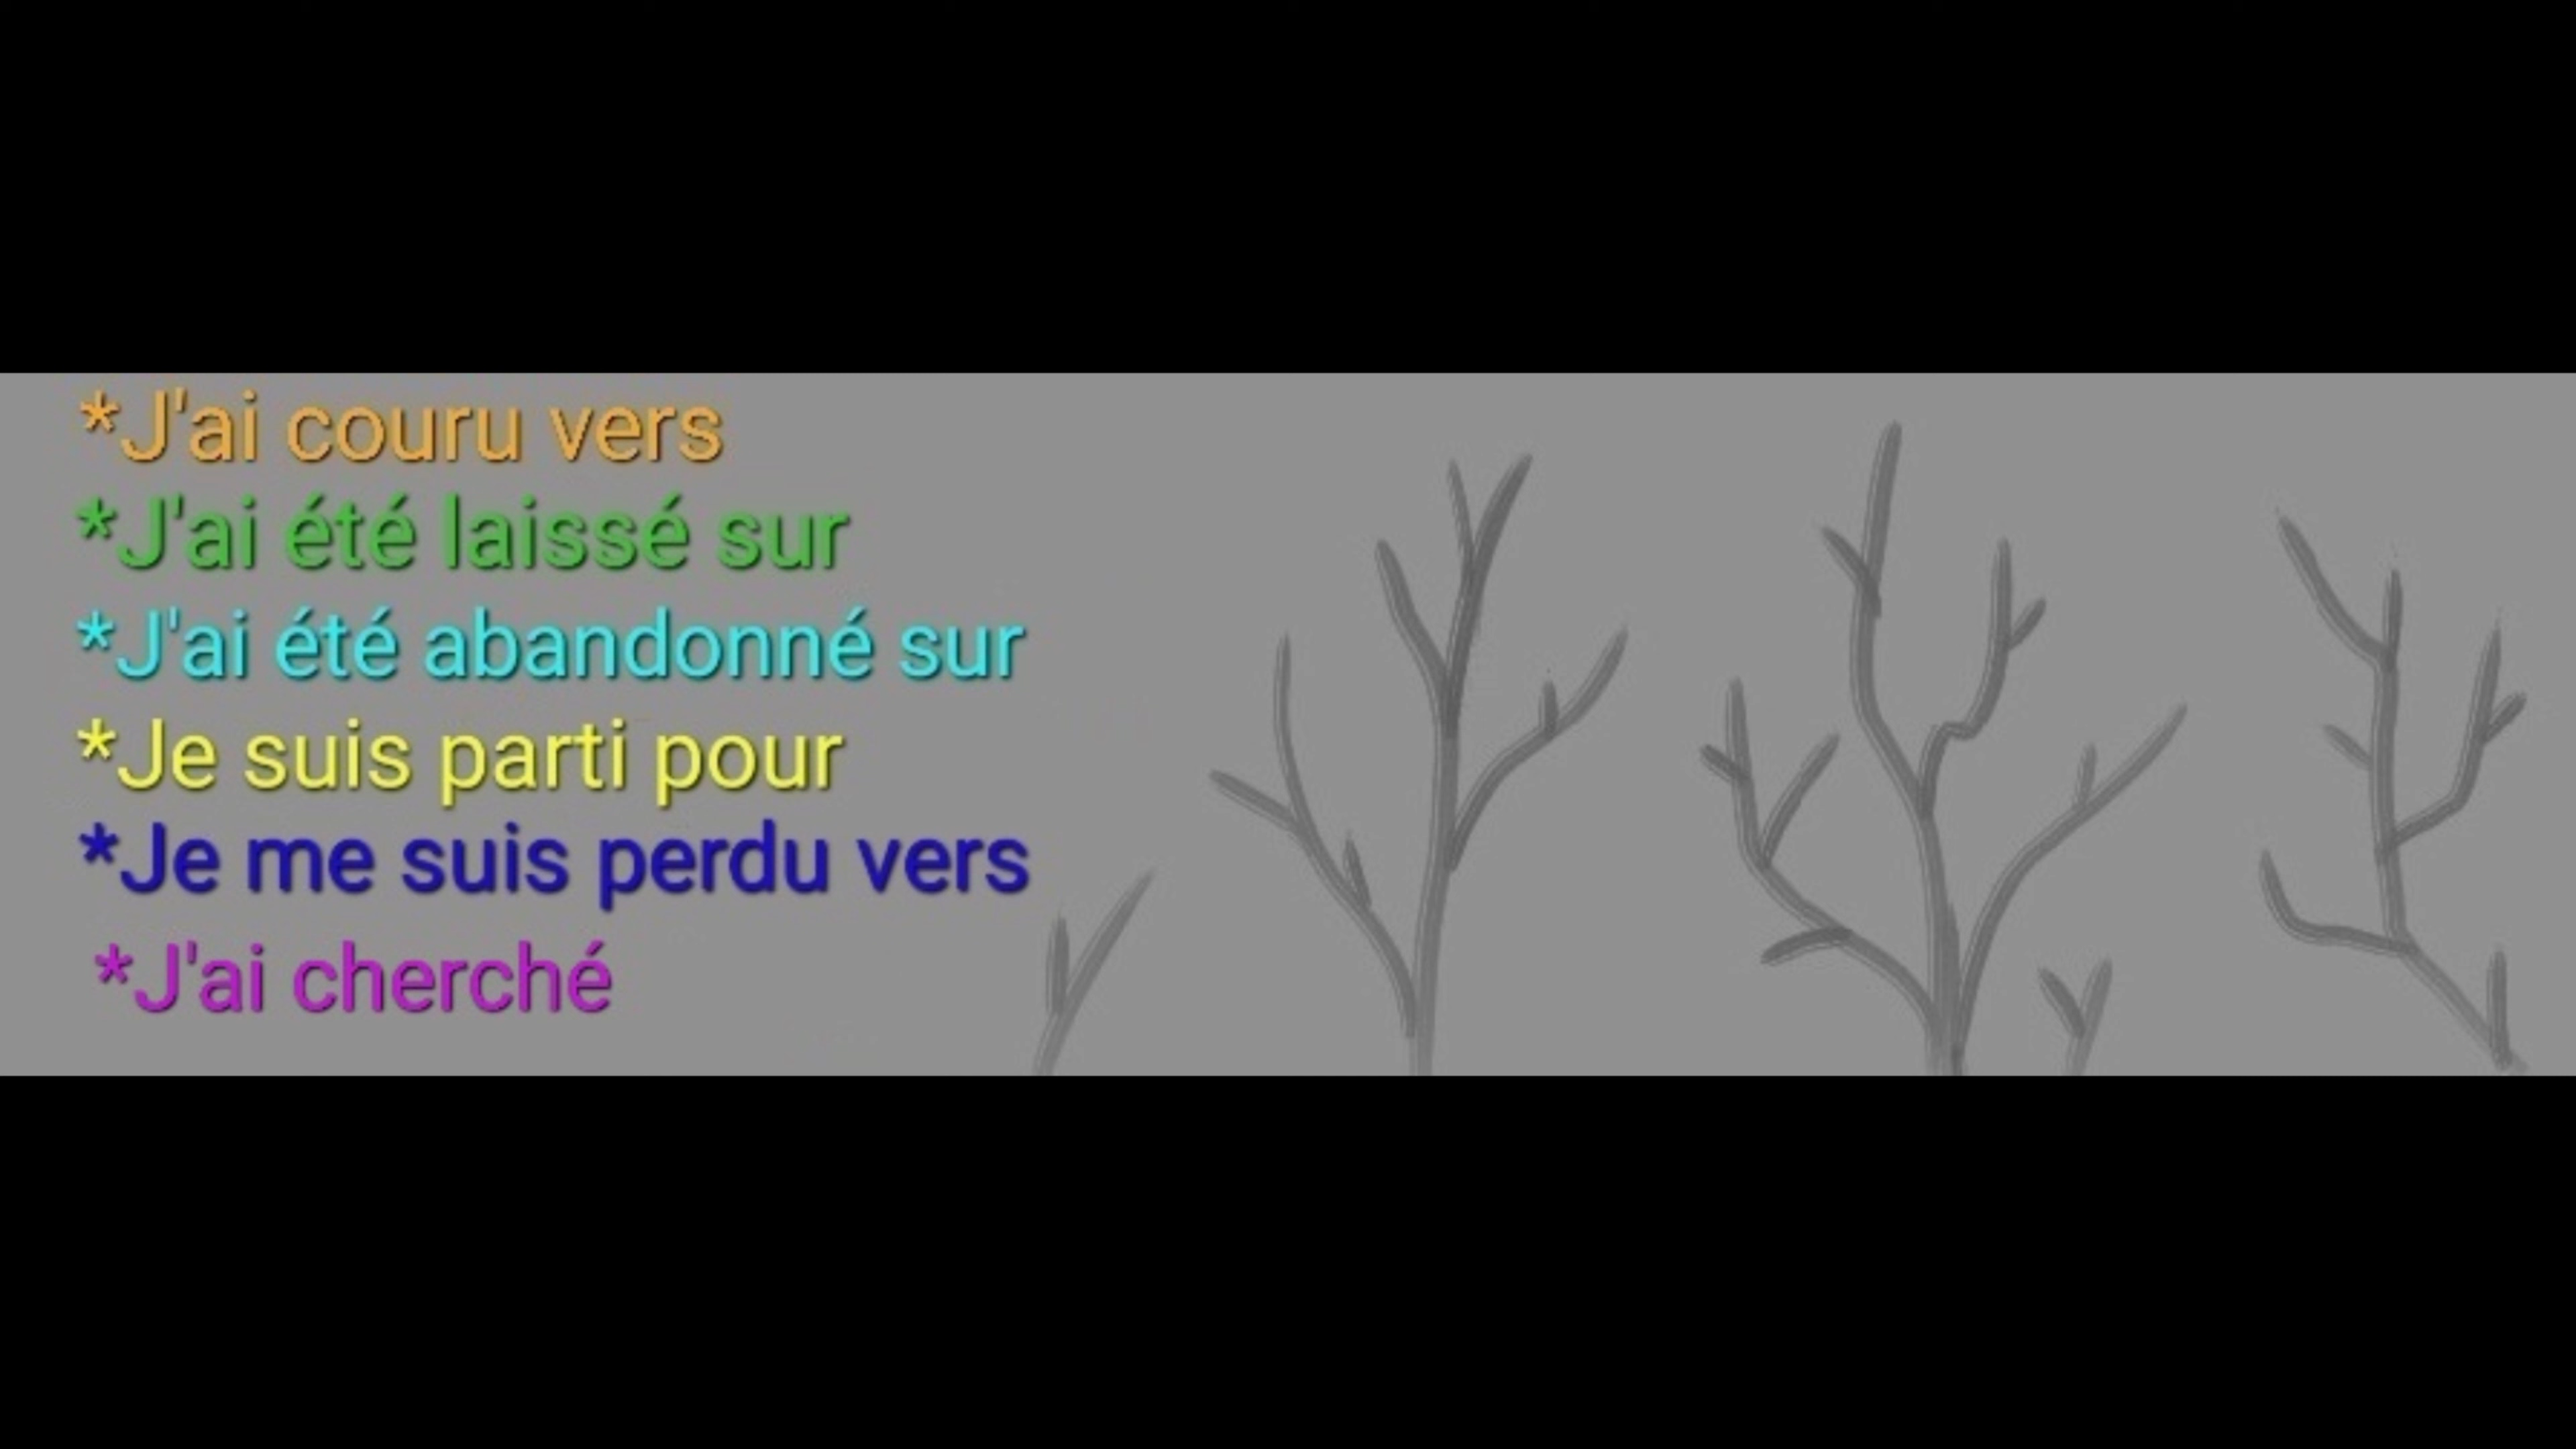 *J'ai couru vers
*J'ai été laissé sur
*J'ai été abandonné sur
*Je suis parti pour
*Je me suis perdu vers
*J'ai cherché